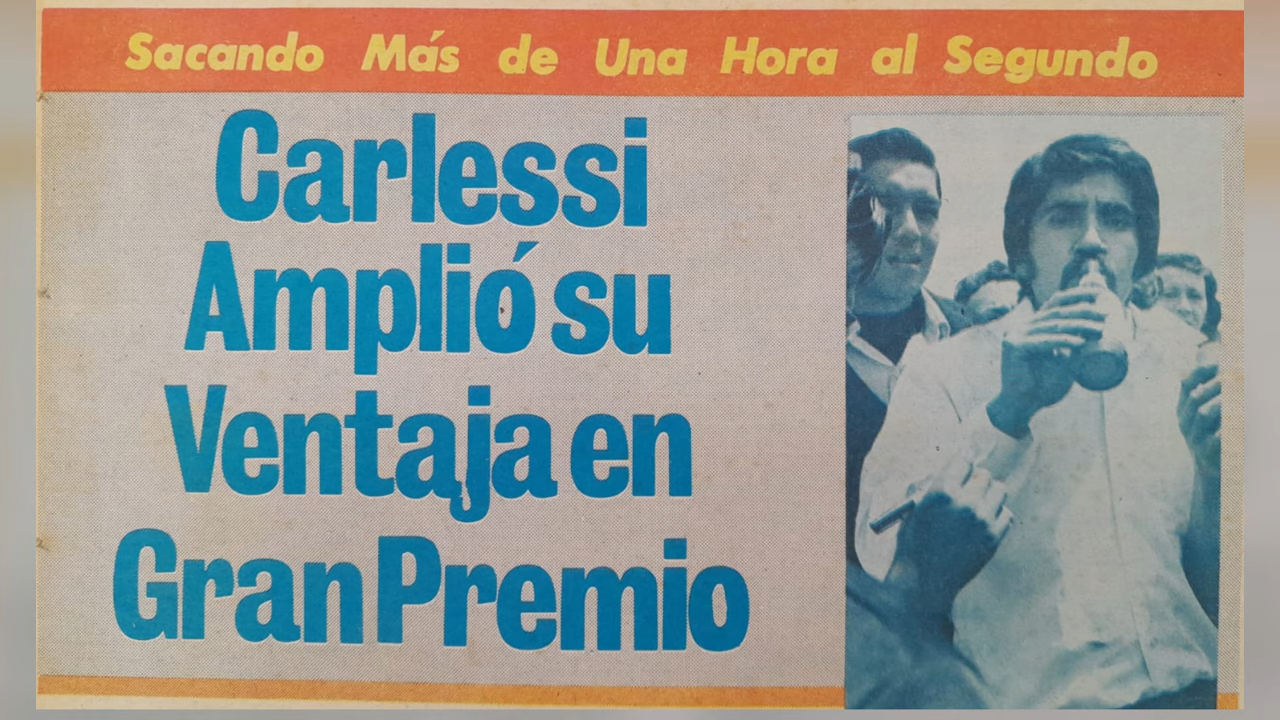 Sacando Más de Una Hora al Segundo
Carlessi
Amplió su
Ventaja en
Gran Premio